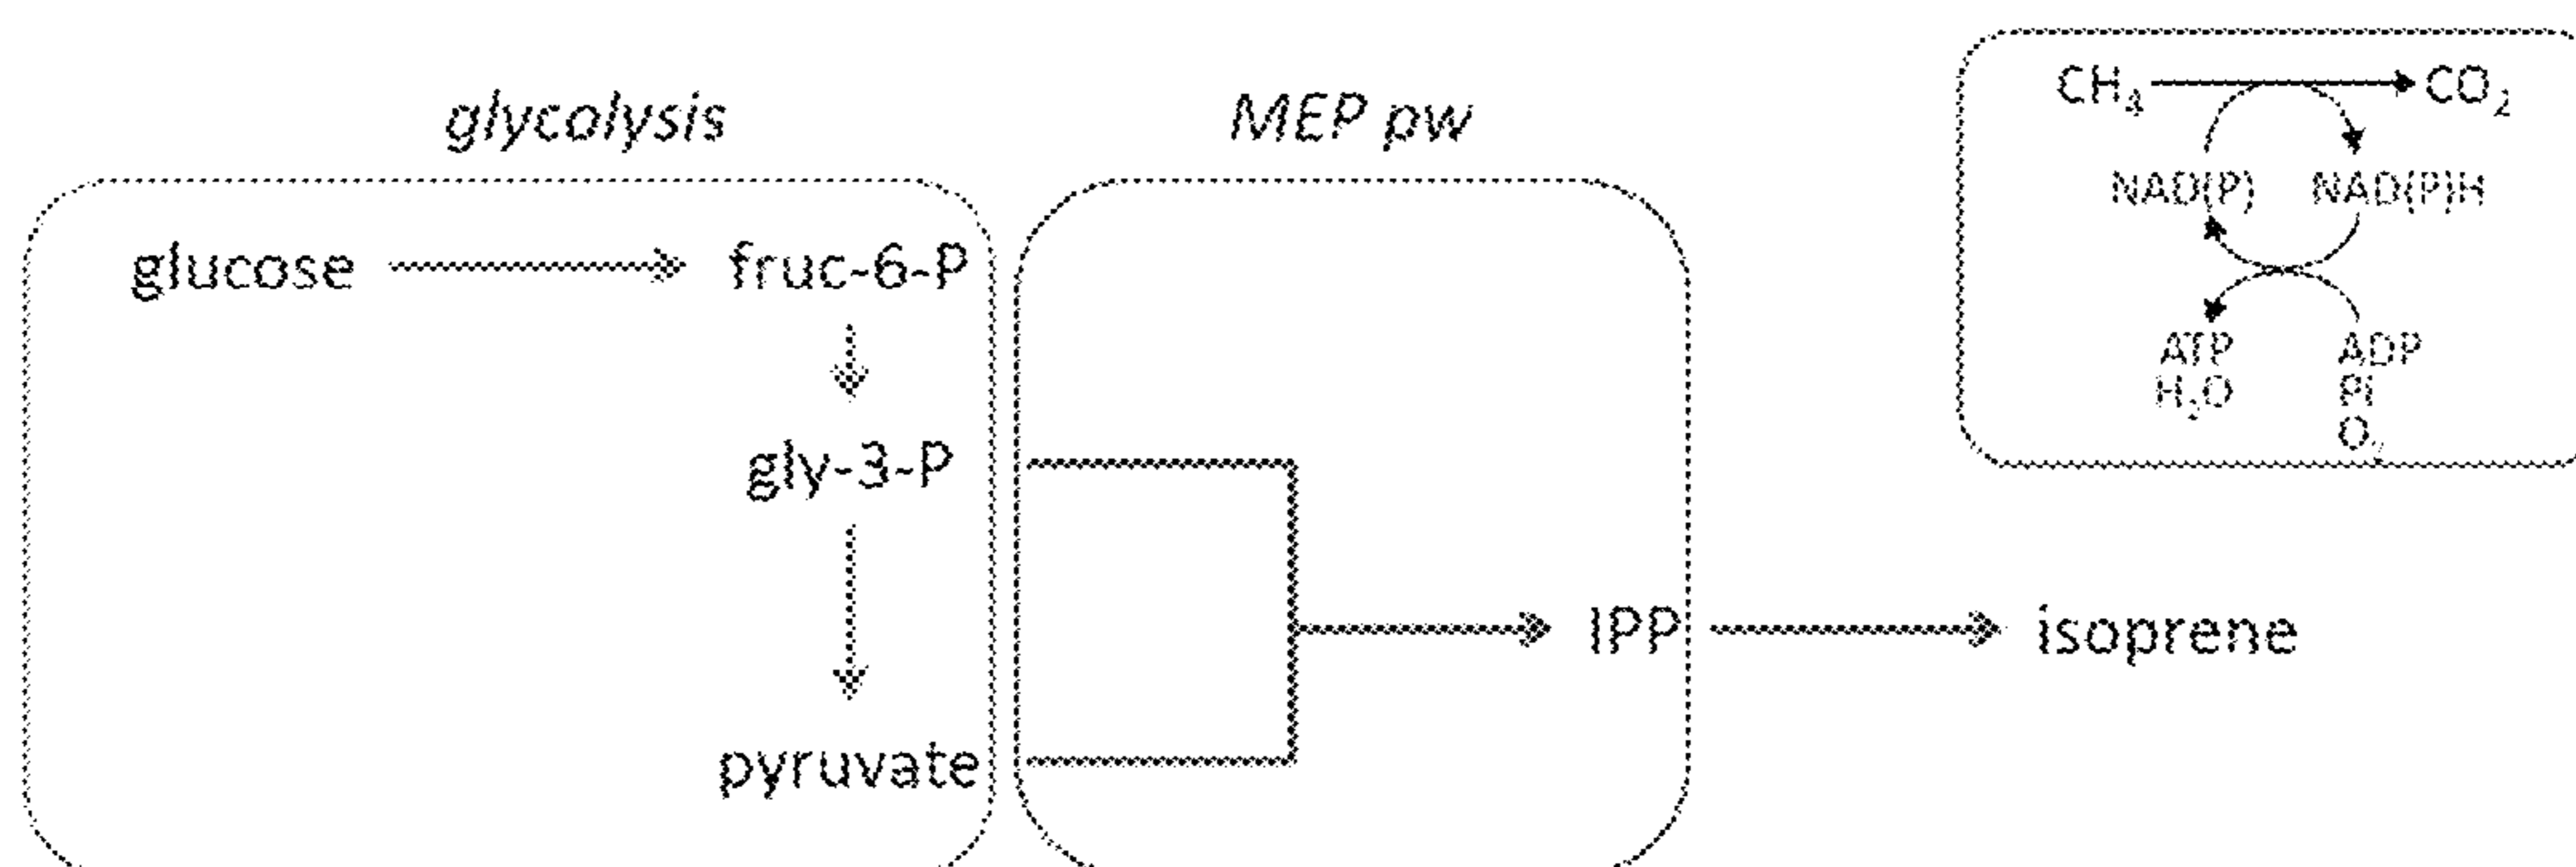 glycolysis
MEP pw
glucose
fruc-6-P
gly-3-P
pyruvate
IPP
isoprene
CH₄
CO₂
NAD(P)
NAD(P)H
ATP
H₂O
ADP
Pi
O₂